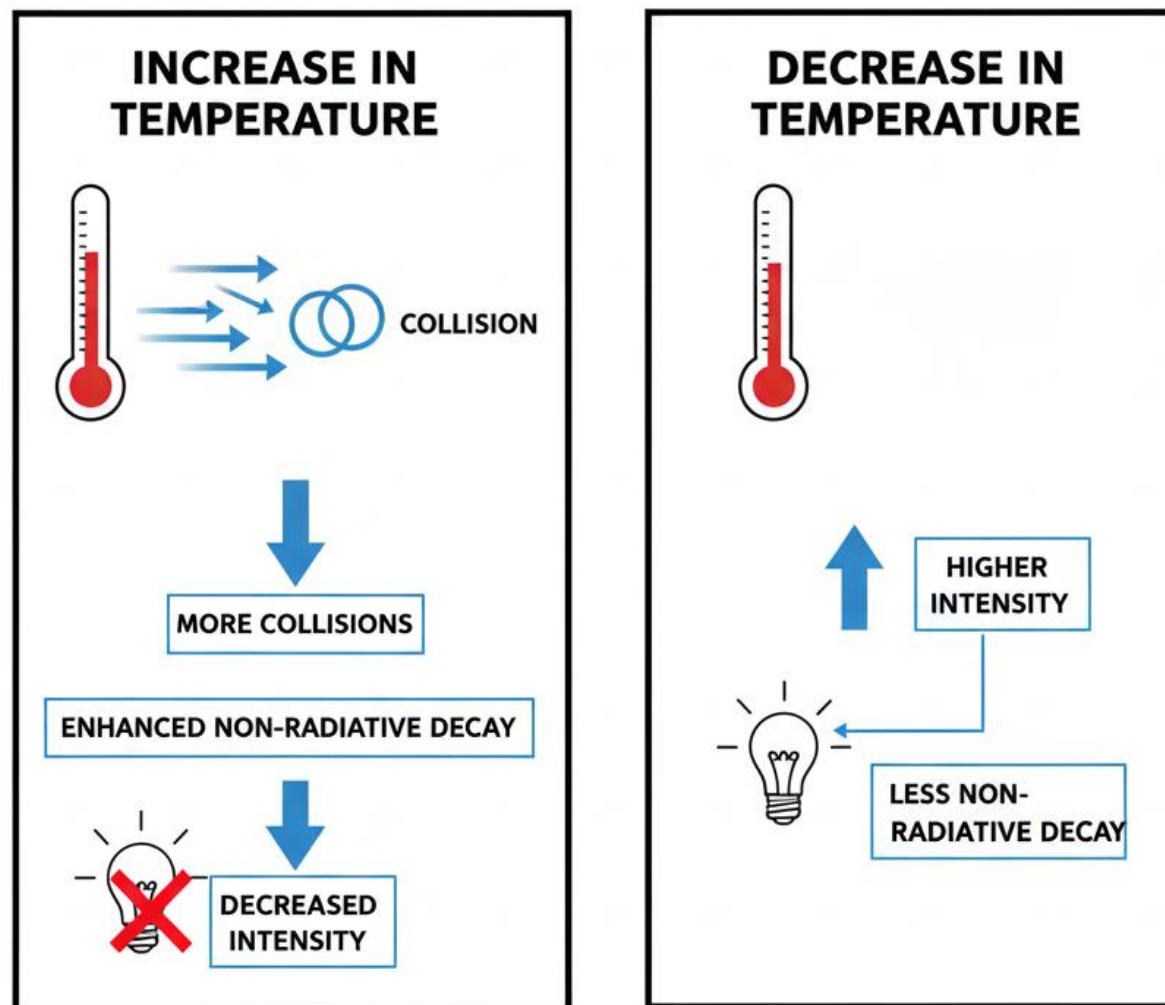 INCREASE IN
TEMPERATURE
COLLISION
MORE COLLISIONS
ENHANCED NON-RADIATIVE DECAY
DECREASED
INTENSITY
DECREASE IN
TEMPERATURE
HIGHER
INTENSITY
LESS NON-
RADIATIVE DECAY